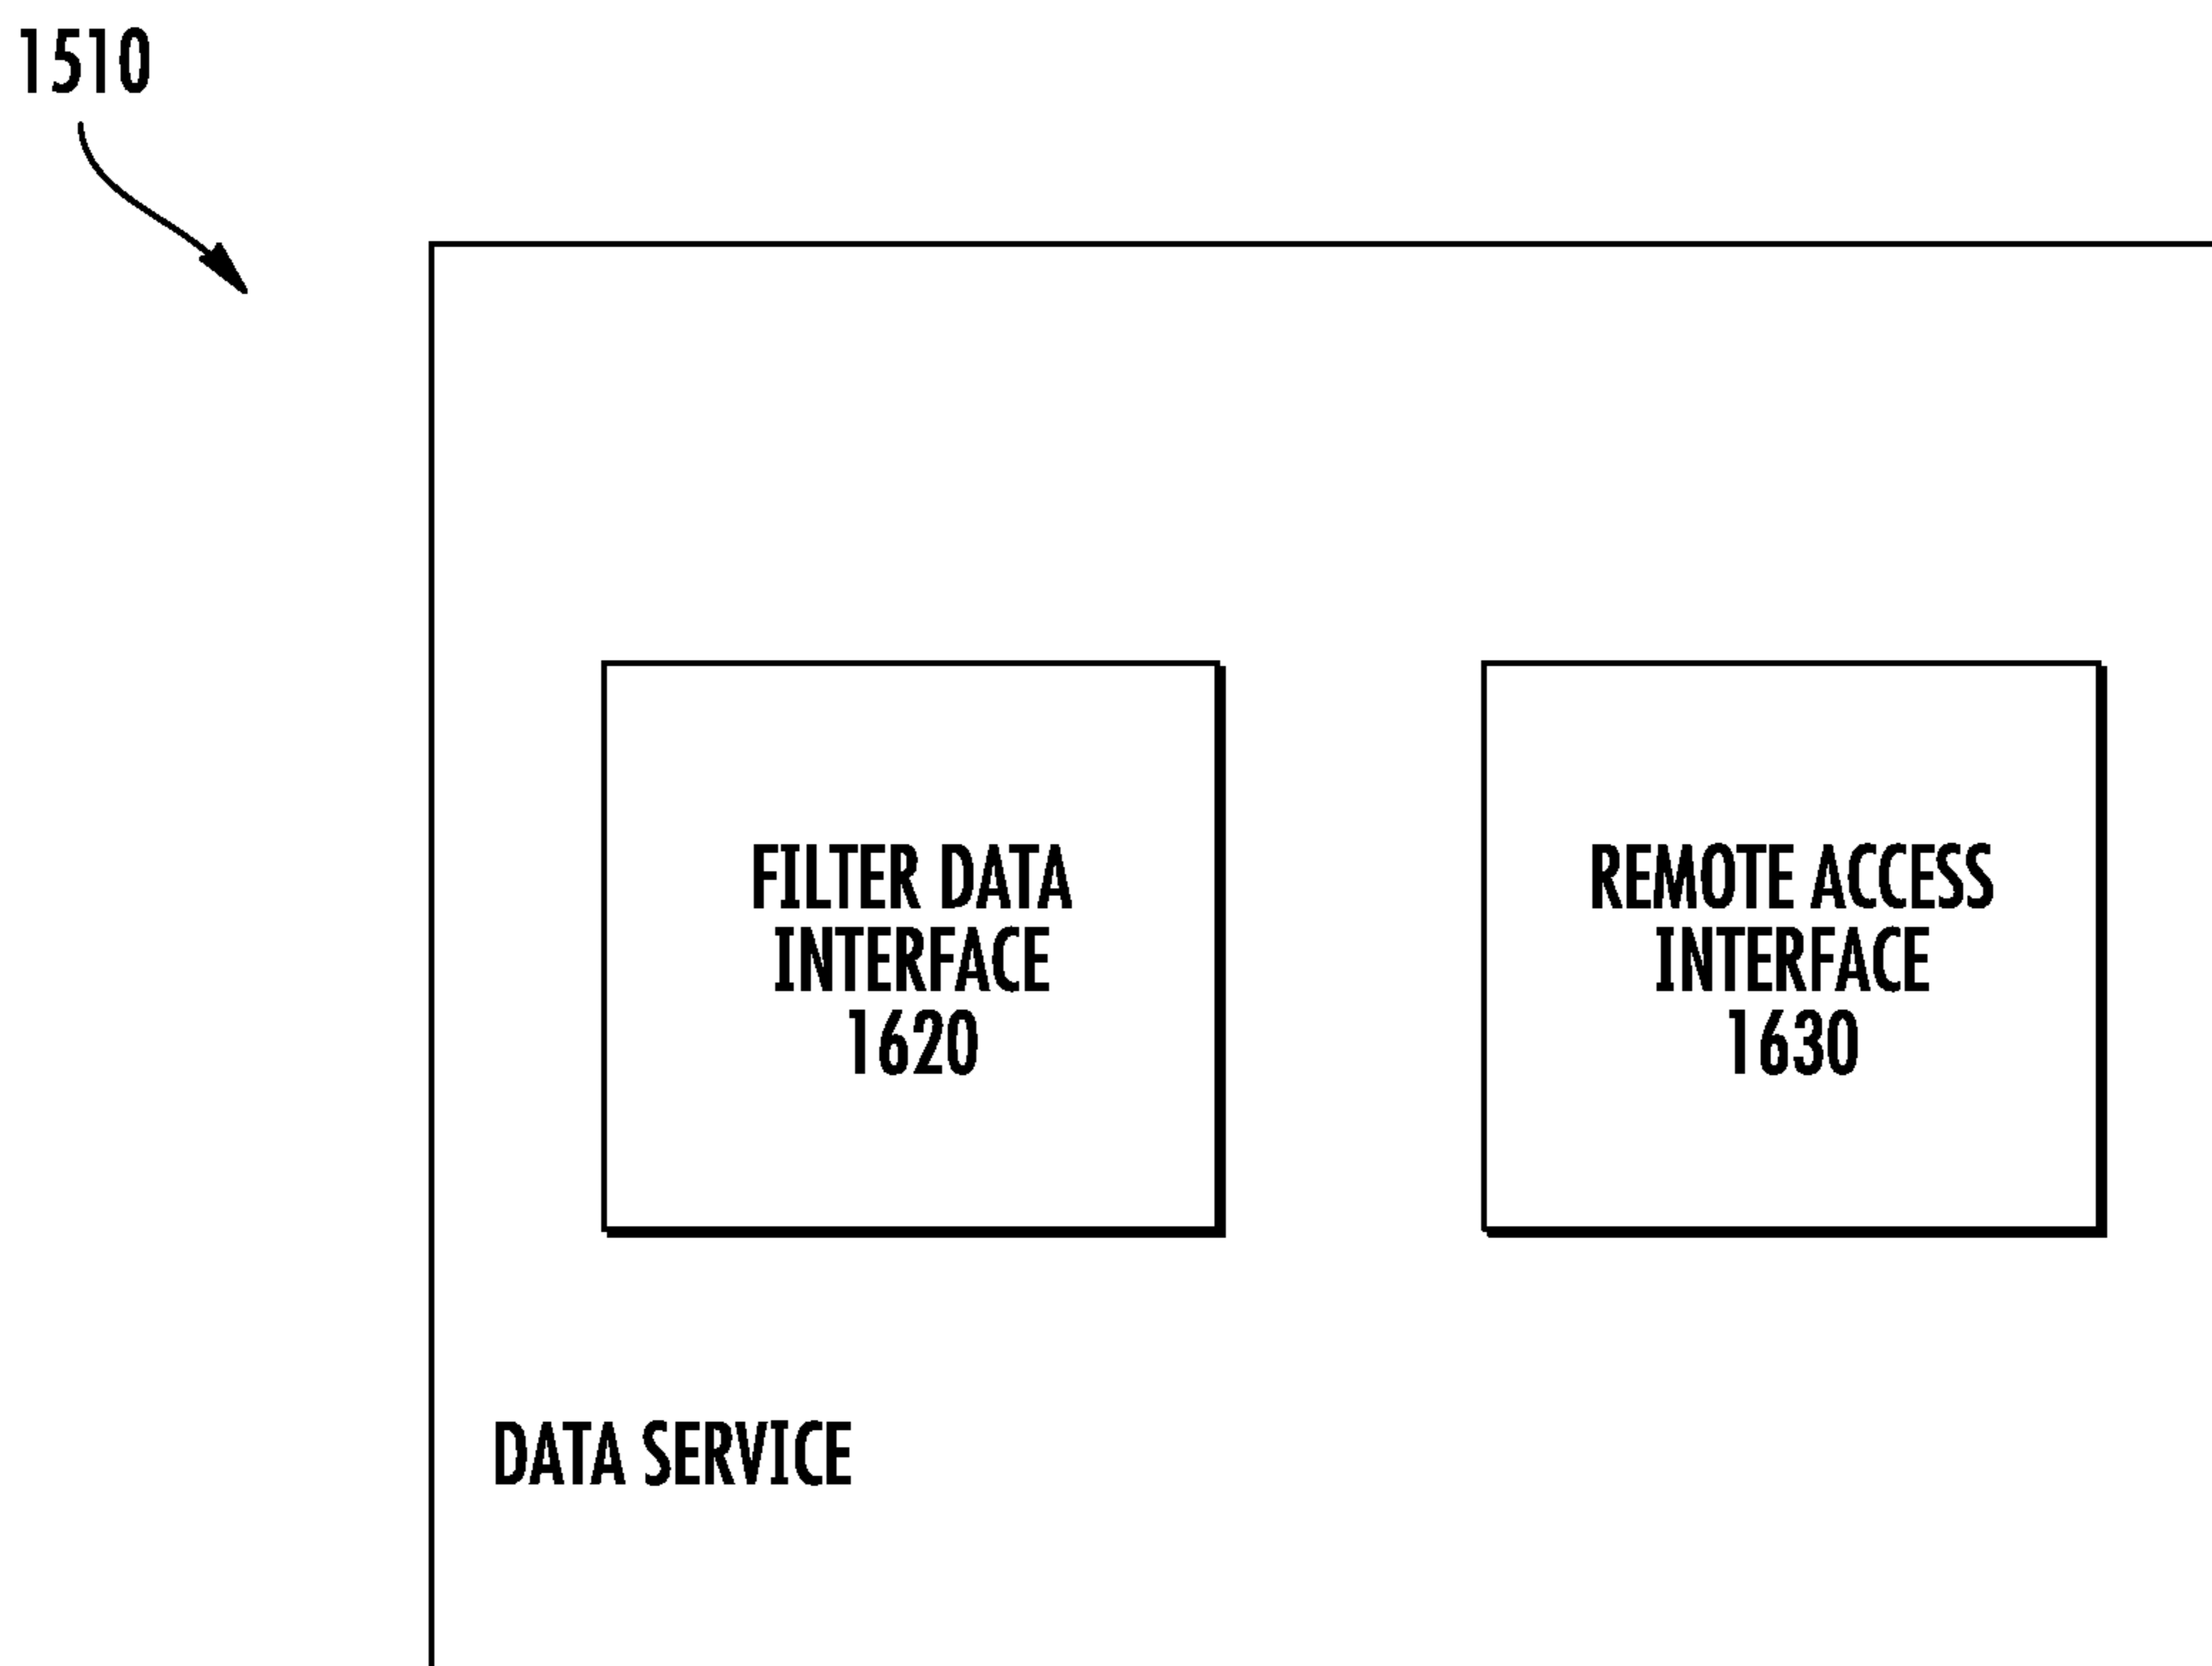 1510
FILTER DATA
INTERFACE
1620
REMOTE ACCESS
INTERFACE
1630
DATA SERVICE